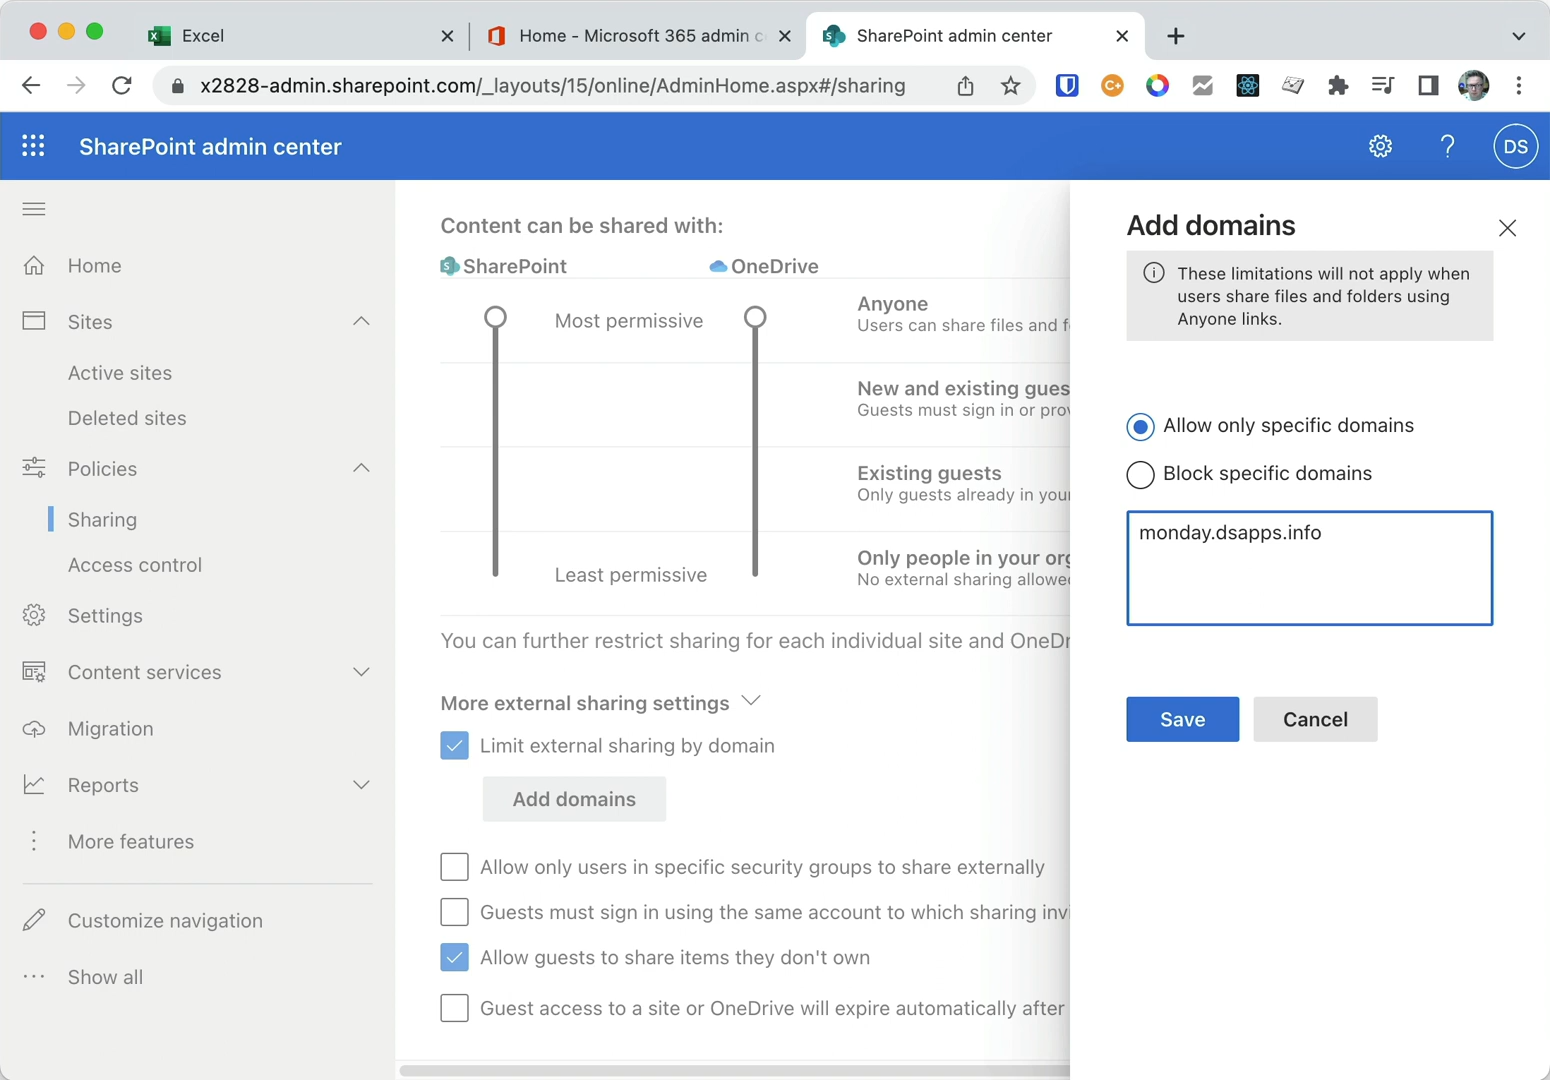 Excel
Home - Microsoft 365 admin c
SharePoint admin center
x2828-admin.sharepoint.com/_layouts/15/online/AdminHome.aspx#/sharing
SharePoint admin center
DS
Home
Sites
Active sites
Deleted sites
Policies
Sharing
Access control
Settings
Content services
Migration
Reports
More features
Customize navigation
Show all
Content can be shared with:
SharePoint
OneDrive
Most permissive
Least permissive
Anyone
Users can share files and f
New and existing gues
Guests must sign in or prov
Existing guests
Only guests already in your
Only people in your org
No external sharing allowed
You can further restrict sharing for each individual site and OneDr
More external sharing settings
Limit external sharing by domain
Add domains
Allow only users in specific security groups to share externally
Guests must sign in using the same account to which sharing invi
Allow guests to share items they don't own
Guest access to a site or OneDrive will expire automatically after
Add domains
These limitations will not apply when
users share files and folders using
Anyone links.
Allow only specific domains
Block specific domains
monday.dsapps.info
Save
Cancel